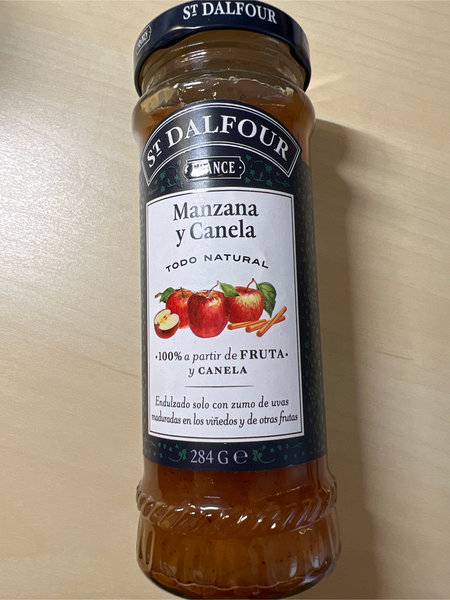 ST DALFOUR
ST DALFOUR
FRANCE
Manzana
y Canela
TODO NATURAL
·100% a partir de FRUTA·
y CANELA
Endulzado solo con zumo de uvas
maduradas en los viñedos y de otras frutas
284 G ℮